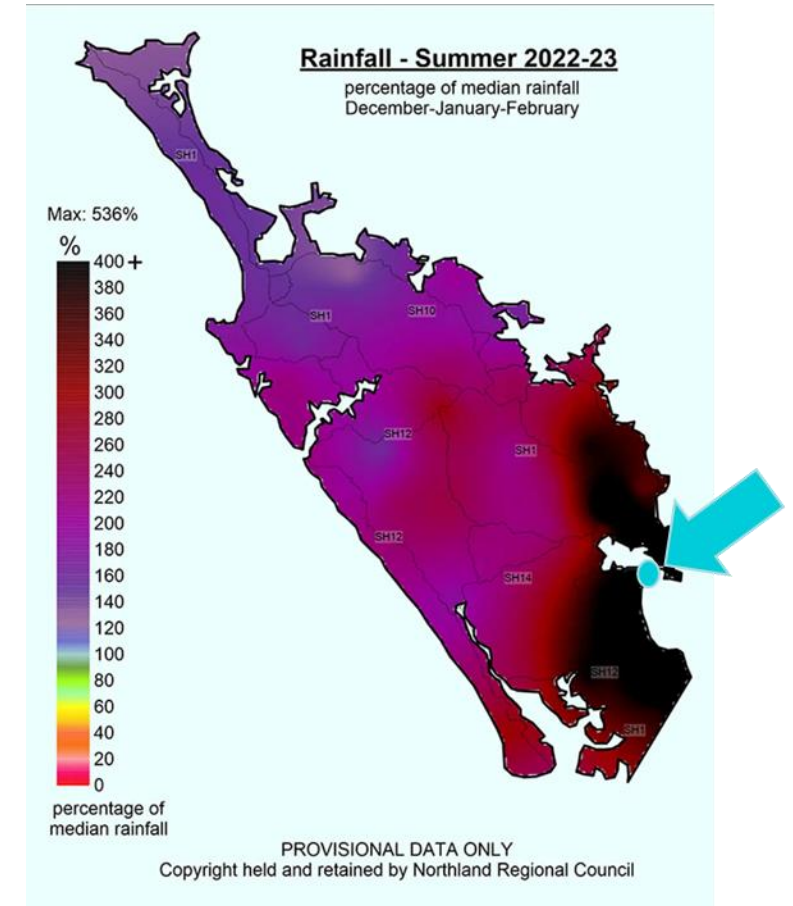 Rainfall - Summer 2022-23
percentage of median rainfall
December-January-February
SH1
Max: 536%
%
400 +
380
360
340
320
300
280
260
240
220
200
180
160
140
120
100
80
60
40
20
0
percentage of
median rainfall
SH1
SH10
SH12
SH1
SH12
SH14
SH12
SH1
PROVISIONAL DATA ONLY
Copyright held and retained by Northland Regional Council